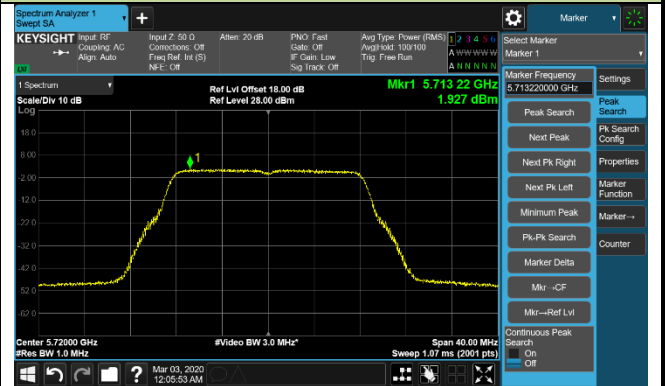 Spectrum Analyzer 1
Swept SA
+
Marker
KEYSIGHT
Input: RF
Coupling: AC
Align: Auto
Input Z: 50 Ω
Corrections: Off
Freq Ref: Int (S)
NFE: Off
Atten: 20 dB
PNO: Fast
Gate: Off
IF Gain: Low
Sig Track: Off
Avg Type: Power (RMS)
Avg|Hold: 100/100
Trig: Free Run
1 2 3 4 5 6
A W W W W W
A N N N N N
LXI
Select Marker
Marker 1
1 Spectrum
Scale/Div 10 dB
Log
Ref Lvl Offset 18.00 dB
Ref Level 28.00 dBm
Mkr1 5.713 22 GHz
1.927 dBm
18.0
8.00
-2.00
-12.0
-22.0
-32.0
-42.0
-52.0
-62.0
1
Center 5.72000 GHz
#Res BW 1.0 MHz
#Video BW 3.0 MHz*
Span 40.00 MHz
Sweep 1.07 ms (2001 pts)
Marker Frequency
5.713220000 GHz
Peak Search
Next Peak
Next Pk Right
Next Pk Left
Minimum Peak
Pk-Pk Search
Marker Delta
Mkr→CF
Mkr→Ref Lvl
Continuous Peak
Search
On
Off
Settings
Peak
Search
Pk Search
Config
Properties
Marker
Function
Marker→
Counter
?
Mar 03, 2020
12:05:53 AM